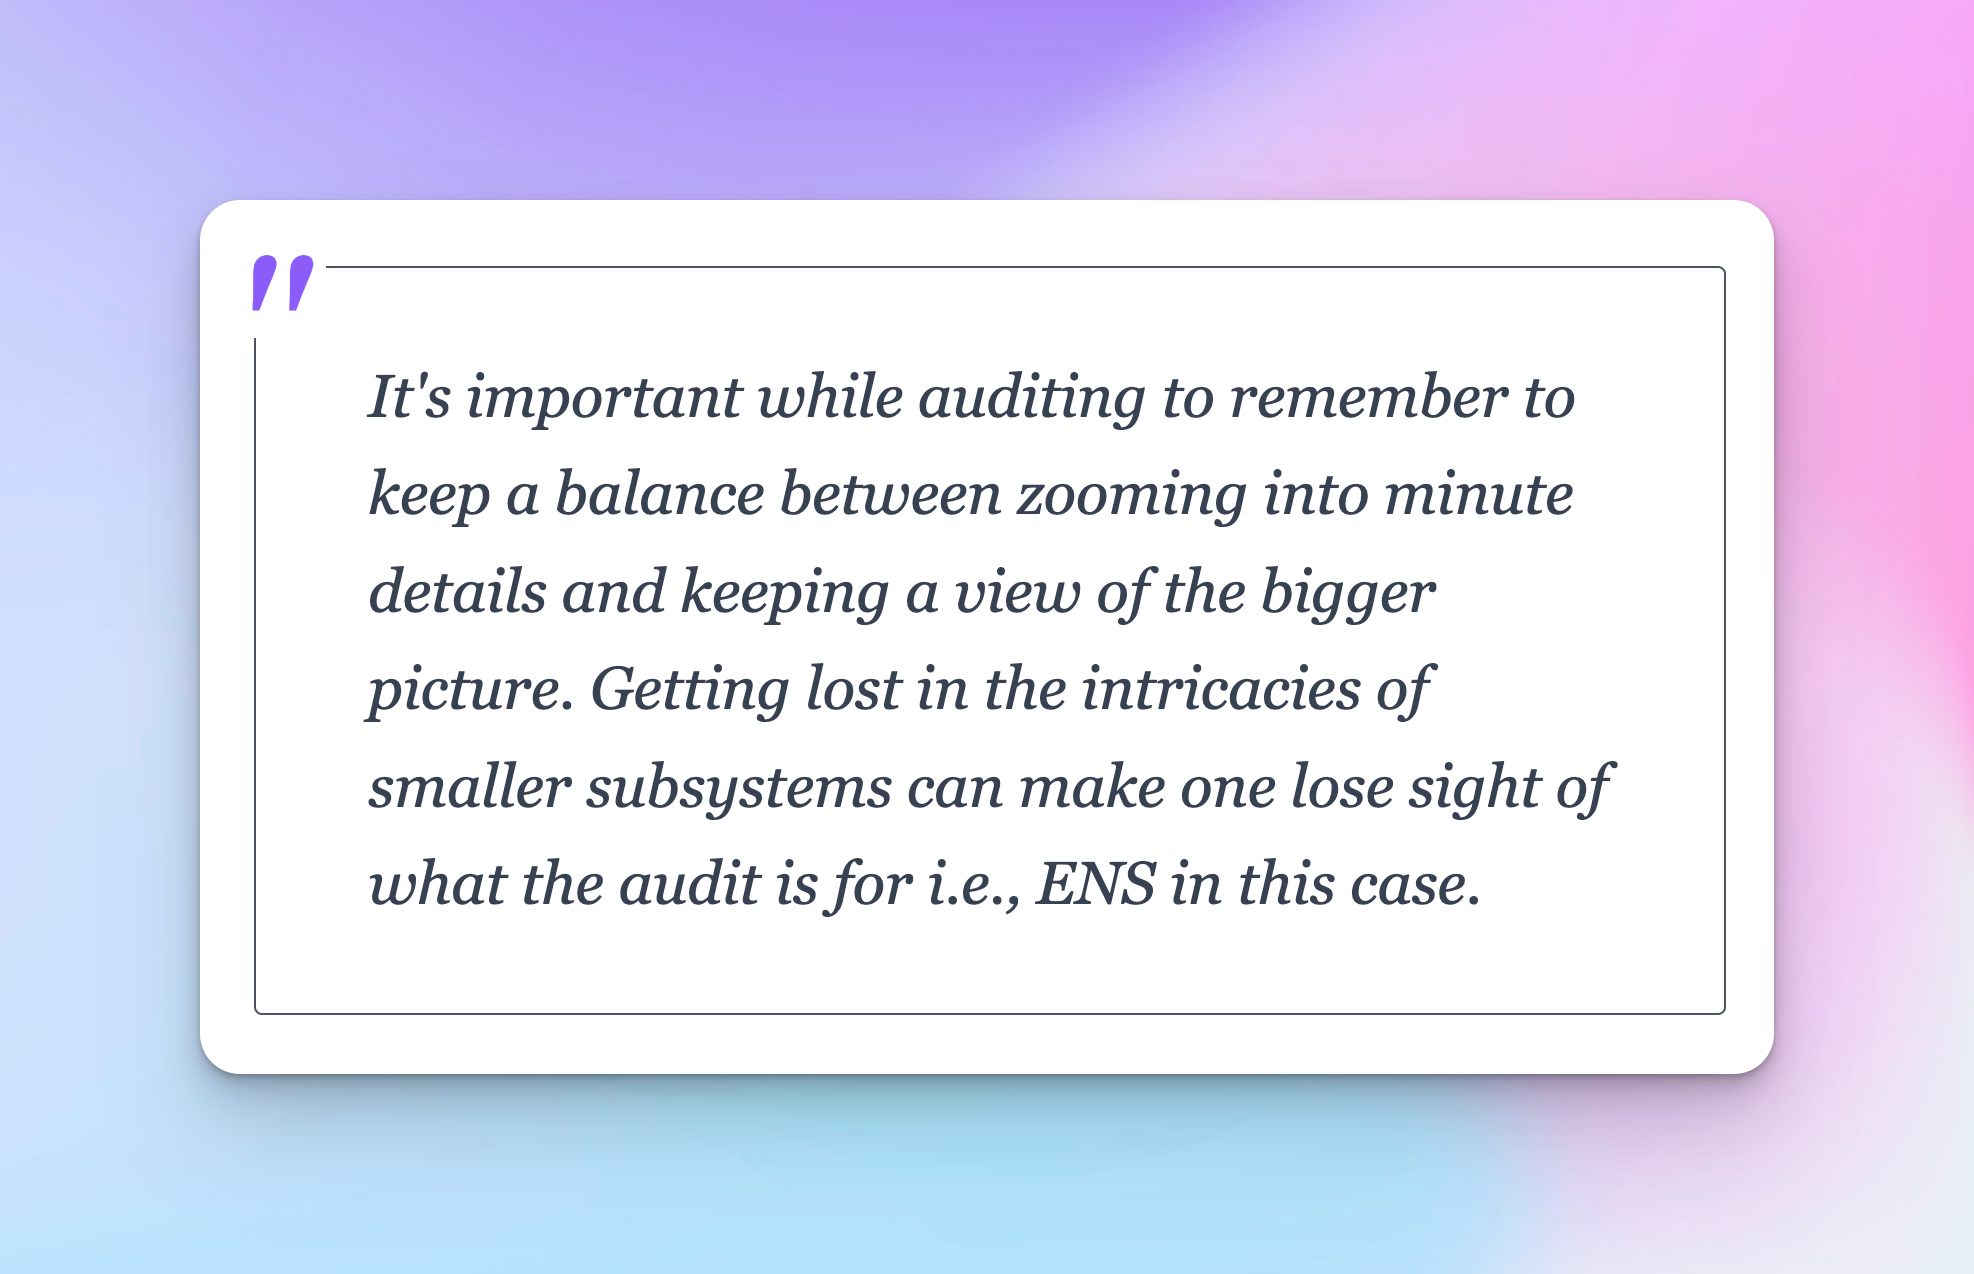 "
It's important while auditing to remember to
keep a balance between zooming into minute
details and keeping a view of the bigger
picture. Getting lost in the intricacies of
smaller subsystems can make one lose sight of
what the audit is for i.e., ENS in this case.